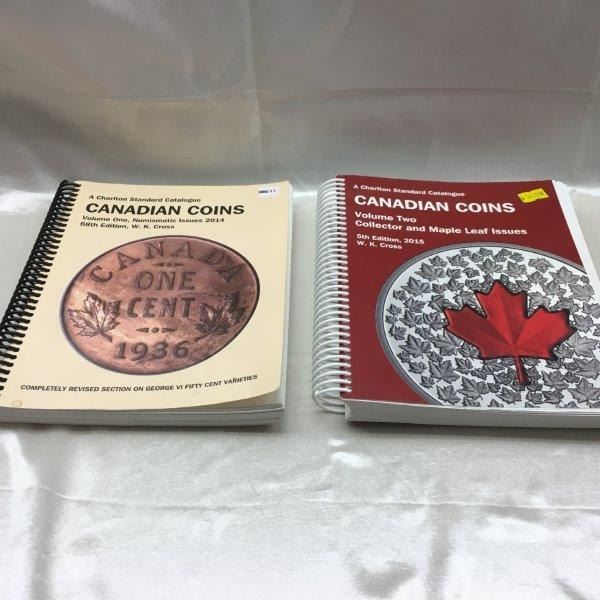 A Charlton Standard Catalogue
CANADIAN COINS
Volume One, Numismatic Issues 2014
68th Edition, W. K. Cross
CANADA
ONE
CENT
1936
COMPLETELY REVISED SECTION ON GEORGE VI FIFTY CENT VARIETIES
A Charlton Standard Catalogue
CANADIAN COINS
Volume Two
Collector and Maple Leaf Issues
5th Edition, 2015
W. K. Cross